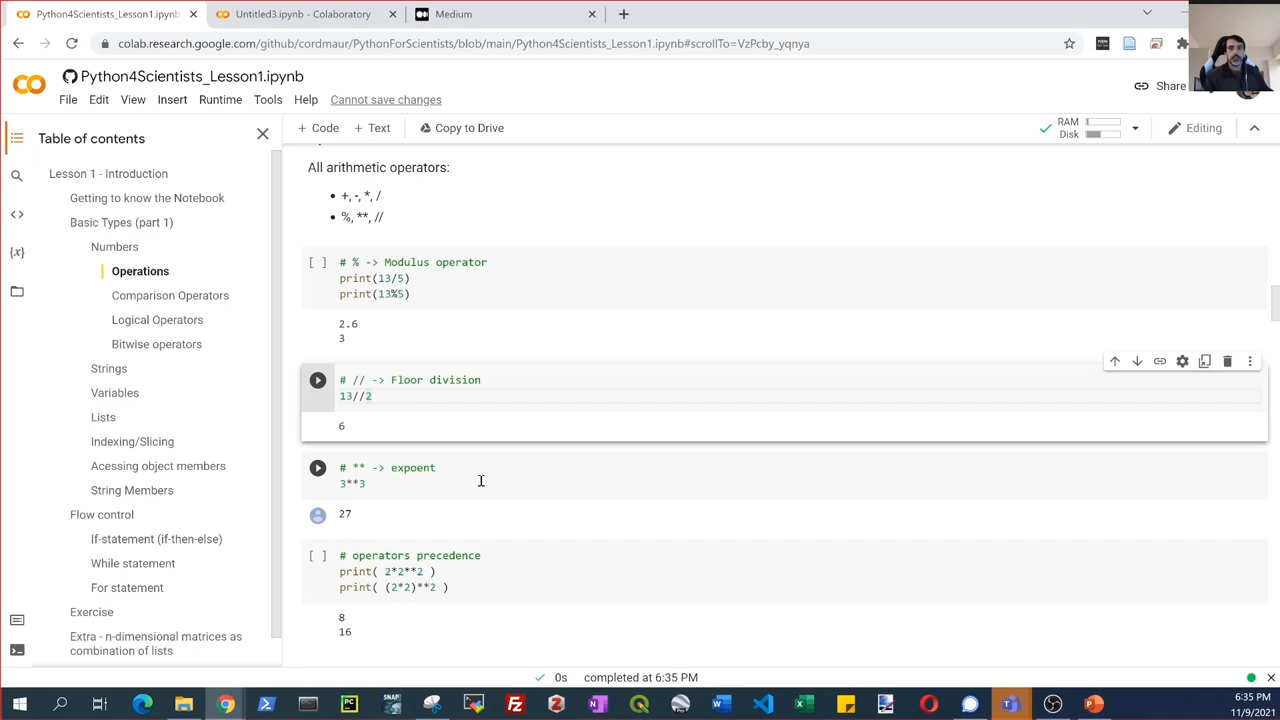 Python4Scientists_Lesson1.ipynb
Untitled3.ipynb - Colaboratory
Medium
colab.research.google.com/github/cordmaur/PythonForScientists/blob/main/Python4Scientists_Lesson1.ipynb#scrollTo=VzPcby_yqnya
Python4Scientists_Lesson1.ipynb
File Edit View Insert Runtime Tools Help Cannot save changes
Share
Table of contents
+ Code + Text Copy to Drive
RAM
Disk
Editing
Lesson 1 - Introduction
Getting to know the Notebook
Basic Types (part 1)
Numbers
Operations
Comparison Operators
Logical Operators
Bitwise operators
Strings
Variables
Lists
Indexing/Slicing
Acessing object members
String Members
Flow control
If-statement (if-then-else)
While statement
For statement
Exercise
Extra - n-dimensional matrices as
combination of lists
All arithmetic operators:
• +, -, *, /
• %, **, //
[ ] # % -> Modulus operator
print(13/5)
print(13%5)
2.6
3
# // -> Floor division
13//2
6
# ** -> expoent
3**3
27
[ ] # operators precedence
print( 2*2**2 )
print( (2*2)**2 )
8
16
0s completed at 6:35 PM
6:35 PM
11/9/2021